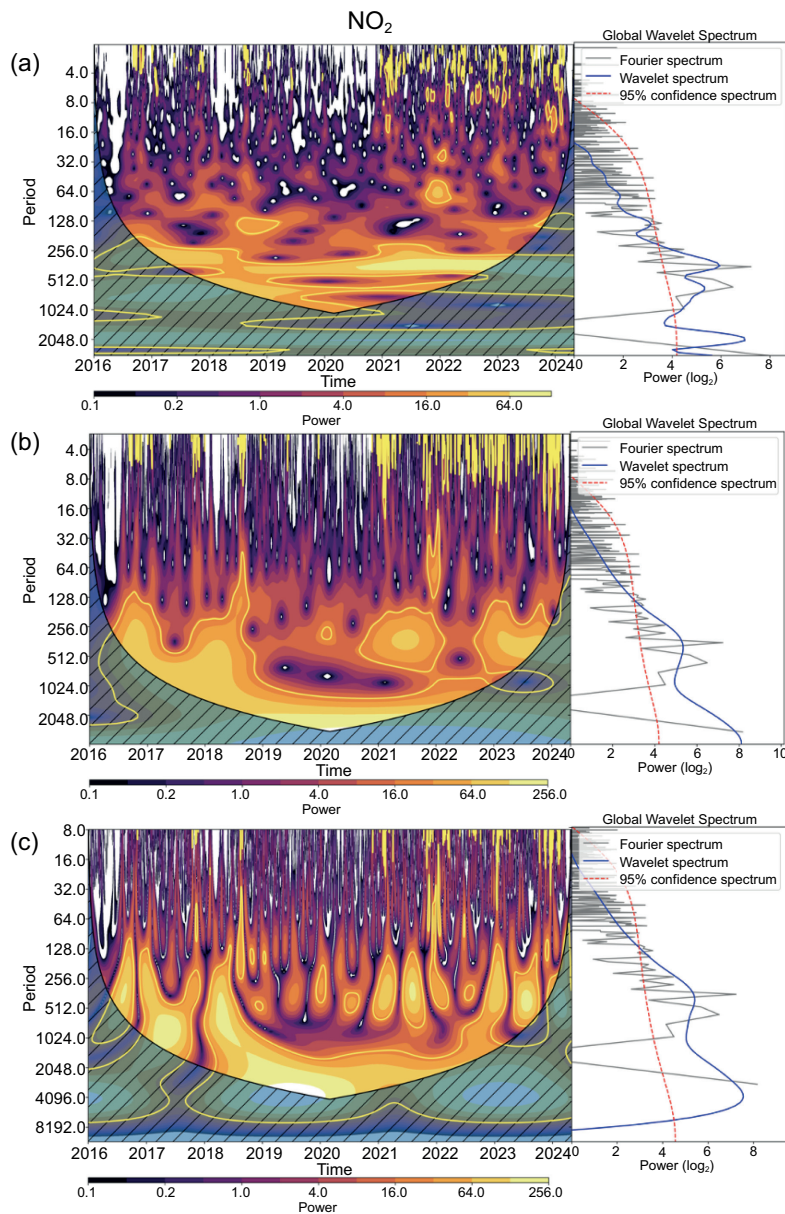 NO2
(a)
Period
4.0
8.0
16.0
32.0
64.0
128.0
256.0
512.0
1024.0
2048.0
2016 2017 2018 2019 2020 2021 2022 2023 2024
Time
0.1 0.2 1.0 4.0 16.0 64.0
Power
Global Wavelet Spectrum
Fourier spectrum
Wavelet spectrum
95% confidence spectrum
0 2 4 6 8
Power (log2)
(b)
Period
4.0
8.0
16.0
32.0
64.0
128.0
256.0
512.0
1024.0
2048.0
2016 2017 2018 2019 2020 2021 2022 2023 2024
Time
0.1 0.2 1.0 4.0 16.0 64.0 256.0
Power
Global Wavelet Spectrum
Fourier spectrum
Wavelet spectrum
95% confidence spectrum
0 2 4 6 8 10
Power (log2)
(c)
Period
8.0
16.0
32.0
64.0
128.0
256.0
512.0
1024.0
2048.0
4096.0
8192.0
2016 2017 2018 2019 2020 2021 2022 2023 2024
Time
0.1 0.2 1.0 4.0 16.0 64.0 256.0
Power
Global Wavelet Spectrum
Fourier spectrum
Wavelet spectrum
95% confidence spectrum
2 4 6 8
Power (log2)